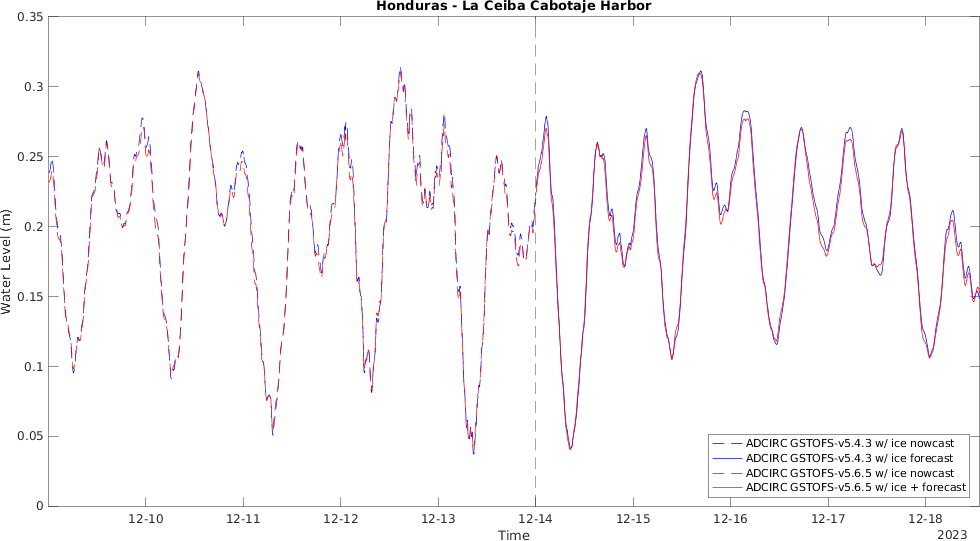 Honduras - La Ceiba Cabotaje Harbor
0.35
0.3
0.25
0.2
0.15
0.1
0.05
0
Water Level (m)
ADCIRC GSTOFS-v5.4.3 w/ ice nowcast
ADCIRC GSTOFS-v5.4.3 w/ ice forecast
ADCIRC GSTOFS-v5.6.5 w/ ice nowcast
ADCIRC GSTOFS-v5.6.5 w/ ice + forecast
12-10 12-11 12-12 12-13 12-14 12-15 12-16 12-17 12-18
Time 2023